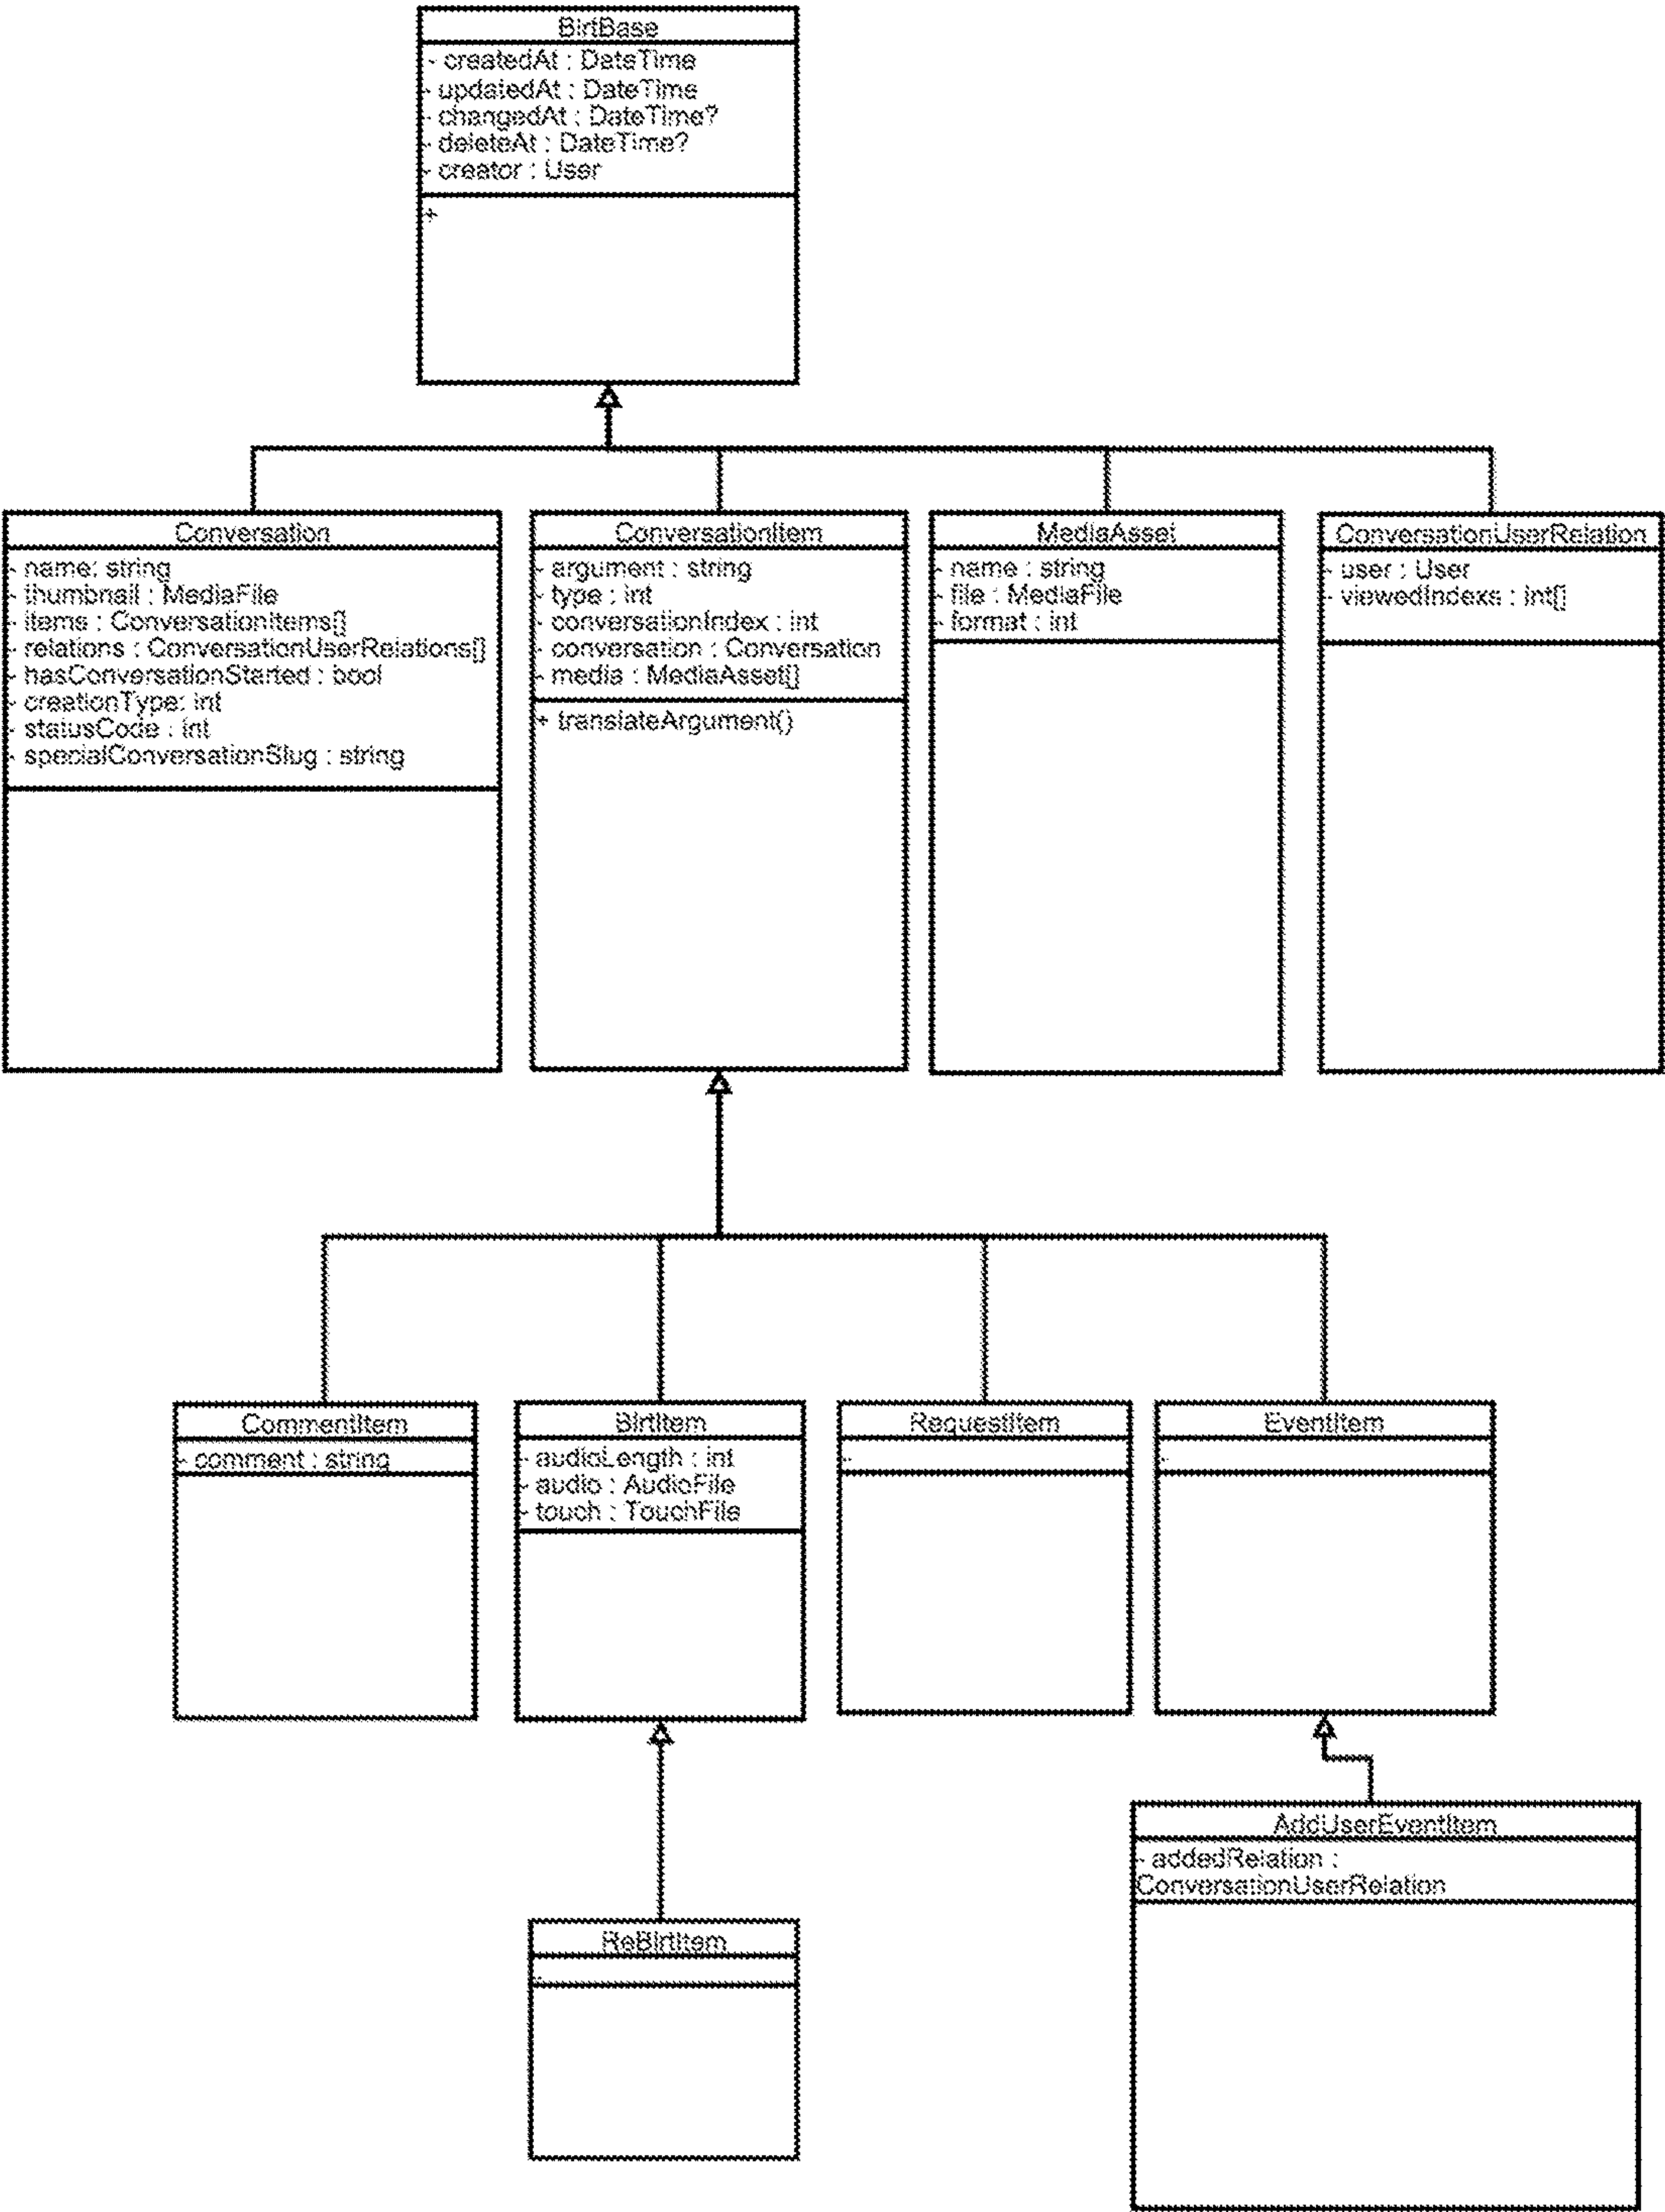 BirtBase
- createdAt : DateTime
- updatedAt : DateTime
- changedAt : DateTime?
- deleteAt : DateTime?
- creator : User
+
Conversation
- name: string
- thumbnail : MediaFile
- items : ConversationItems[]
- relations : ConversationUserRelations[]
- hasConversationStarted : bool
- creationType: int
- statusCode : int
- specialConversationSlug : string
ConversationItem
- argument : string
- type : int
- conversationIndex : int
- conversation : Conversation
- media : MediaAsset[]
+ translateArgument()
MediaAsset
- name : string
- file : MediaFile
- format : int
ConversationUserRelation
- user : User
- viewedIndexs : int[]
CommentItem
- comment : string
BirtItem
- audioLength : int
- audio : AudioFile
- touch : TouchFile
RequestItem
-
EventItem
-
AddUserEventItem
- addedRelation :
ConversationUserRelation
ReBirtItem
-